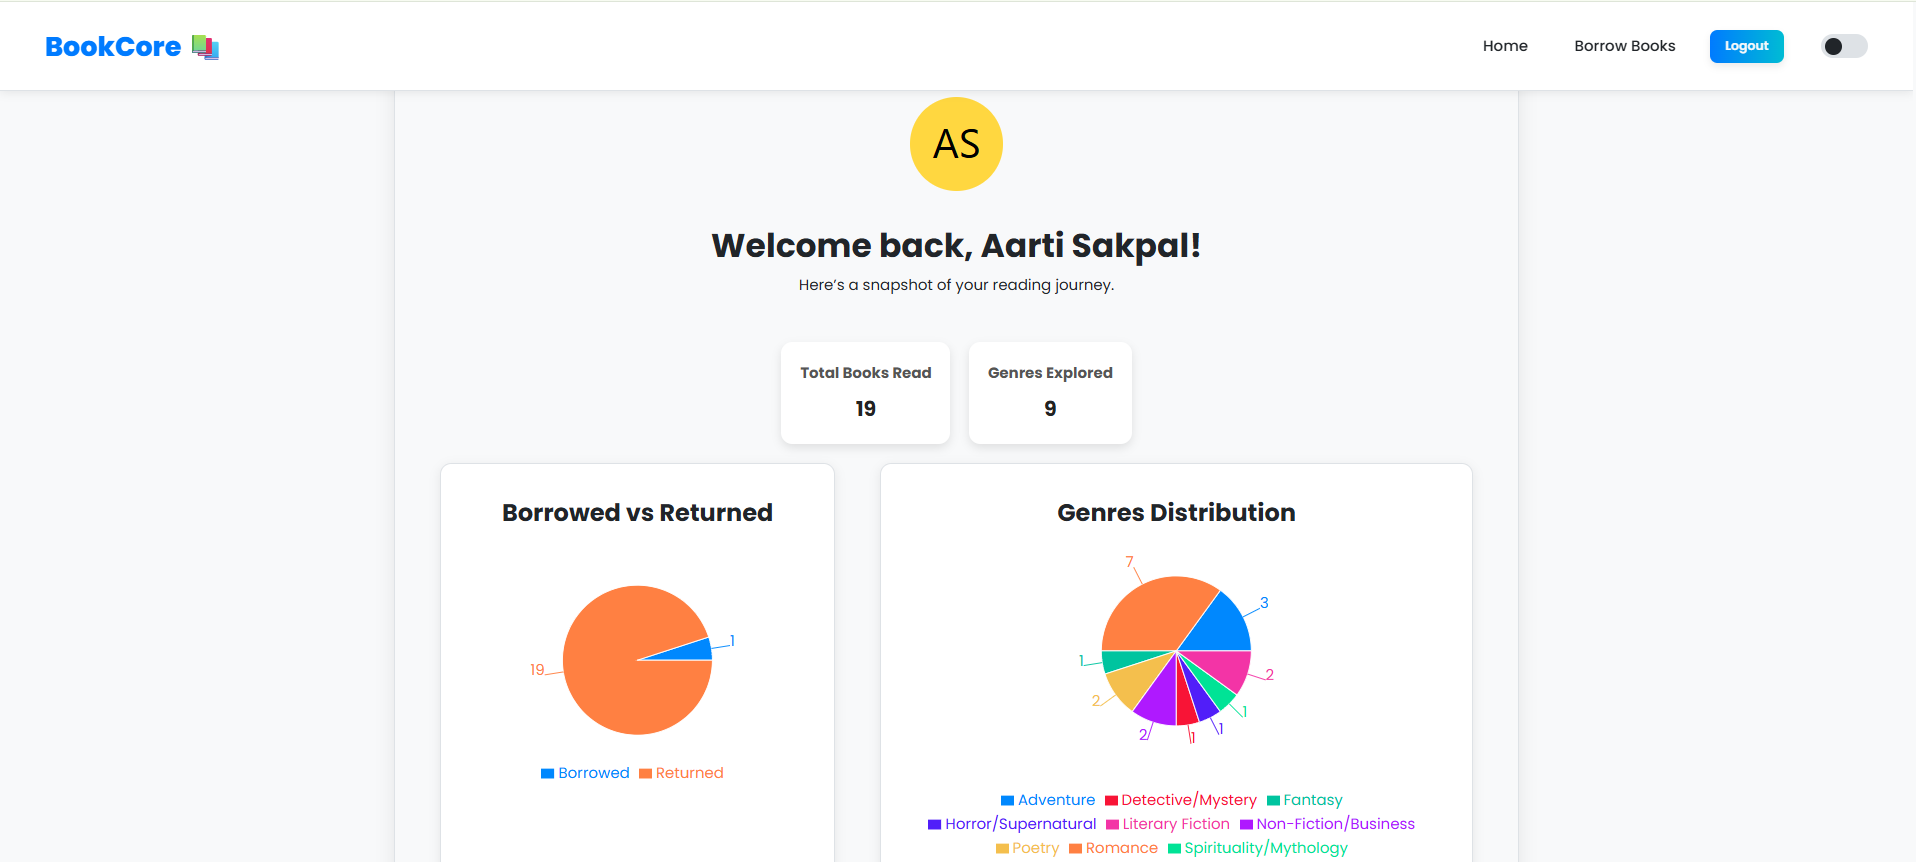 BookCore
Home
Borrow Books
Logout
AS
Welcome back, Aarti Sakpal!
Here's a snapshot of your reading journey.
Total Books Read
19
Genres Explored
9
Borrowed vs Returned
1
19
Borrowed Returned
Genres Distribution
7
3
1
2
2
1
2
1
1
Adventure Detective/Mystery Fantasy
Horror/Supernatural Literary Fiction Non-Fiction/Business
Poetry Romance Spirituality/Mythology